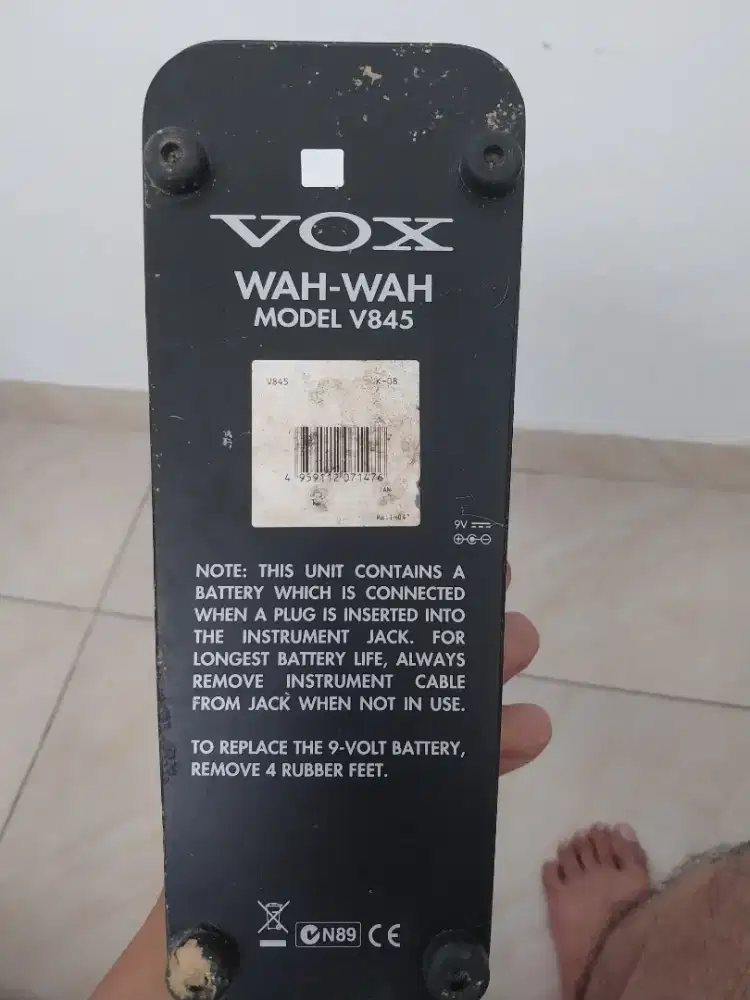 VOX
WAH-WAH
MODEL V845
V845 K-08
4 959112 071476
9V
NOTE: THIS UNIT CONTAINS A
BATTERY WHICH IS CONNECTED
WHEN A PLUG IS INSERTED INTO
THE INSTRUMENT JACK. FOR
LONGEST BATTERY LIFE, ALWAYS
REMOVE INSTRUMENT CABLE
FROM JACK WHEN NOT IN USE.
TO REPLACE THE 9-VOLT BATTERY,
REMOVE 4 RUBBER FEET.
N89 CE